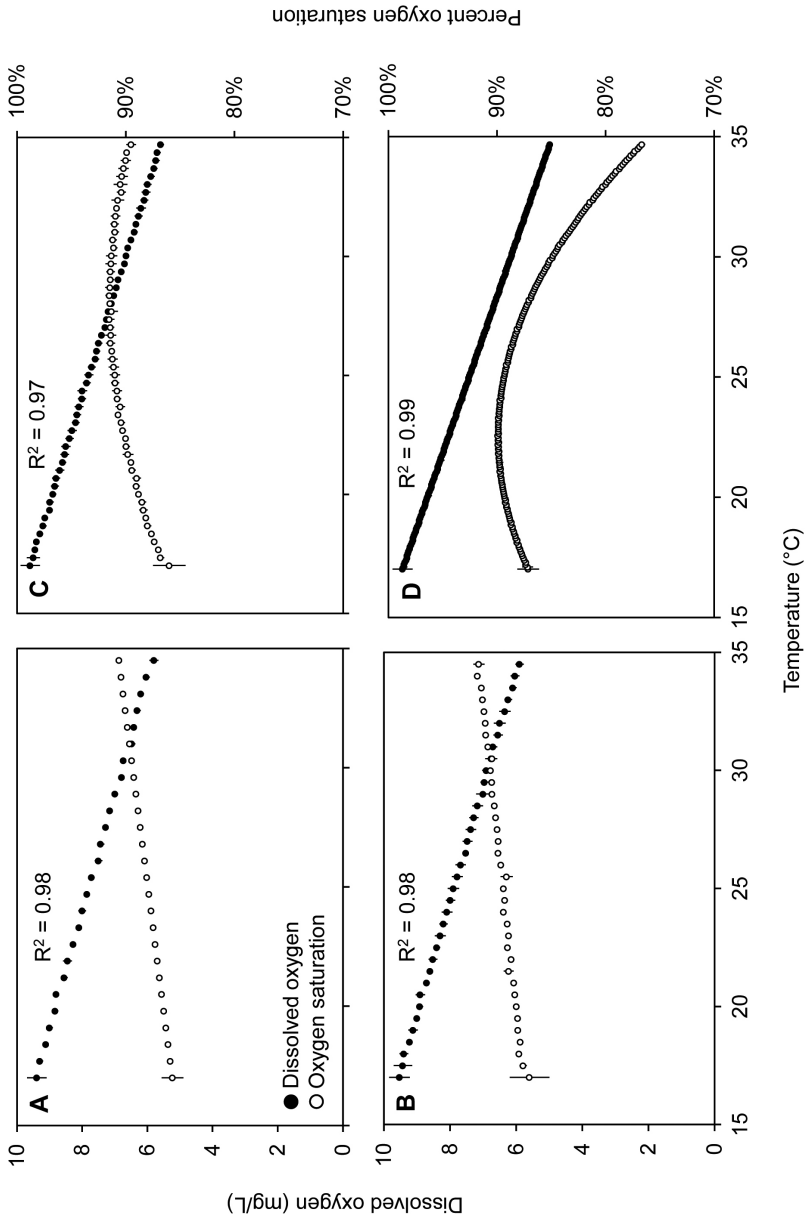 A
R² = 0.98
Dissolved oxygen
Oxygen saturation
10
8
6
4
2
0
C
R² = 0.97
100%
90%
80%
70%
B
R² = 0.98
10
8
6
4
2
0
15
20
25
30
35
D
R² = 0.99
100%
90%
80%
70%
15
20
25
30
35
Dissolved oxygen (mg/L)
Percent oxygen saturation
Temperature (°C)